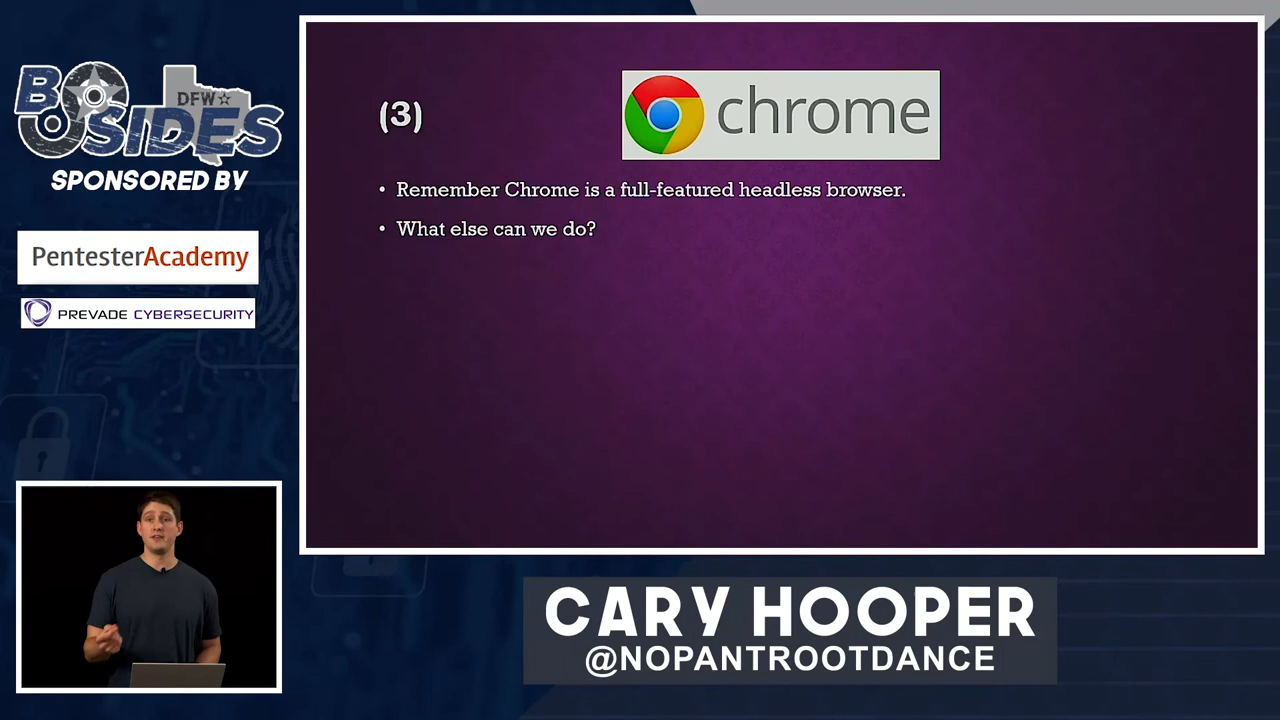 BSIDES
DFW
SPONSORED BY
PentesterAcademy
PREVADE CYBERSECURITY
(3)
chrome
• Remember Chrome is a full-featured headless browser.
• What else can we do?
CARY HOOPER
@NOPANTROOTDANCE